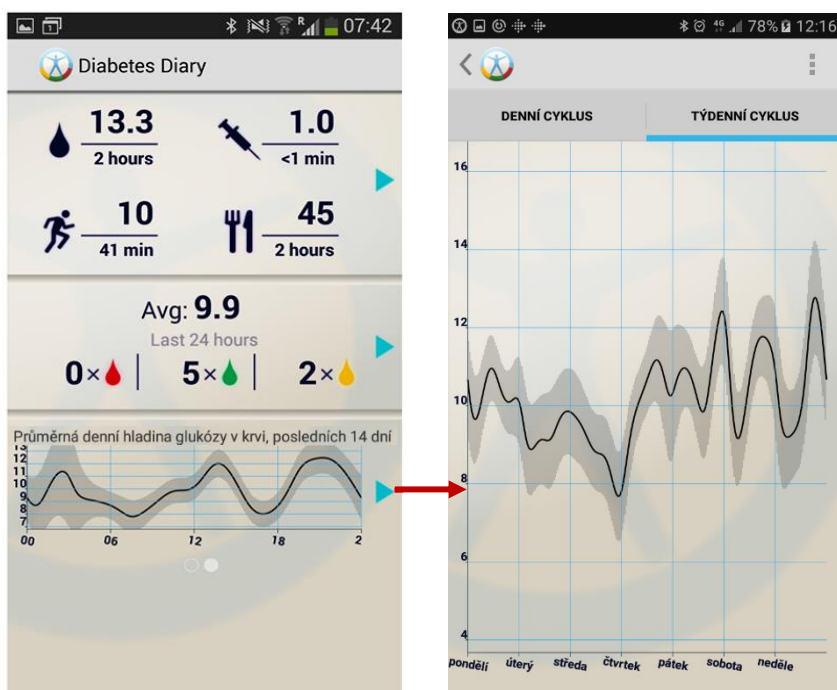 07:42
Diabetes Diary
13.3
2 hours
1.0
<1 min
10
41 min
45
2 hours
Avg: 9.9
Last 24 hours
0× 5× 2×
Průměrná denní hladina glukózy v krvi, posledních 14 dní
13
12
11
10
9
8
7
00 06 12 18 2
4G 78% 12:16
DENNÍ CYKLUS TÝDENNÍ CYKLUS
16
14
12
10
8
6
4
pondělí úterý středa čtvrtek pátek sobota neděle